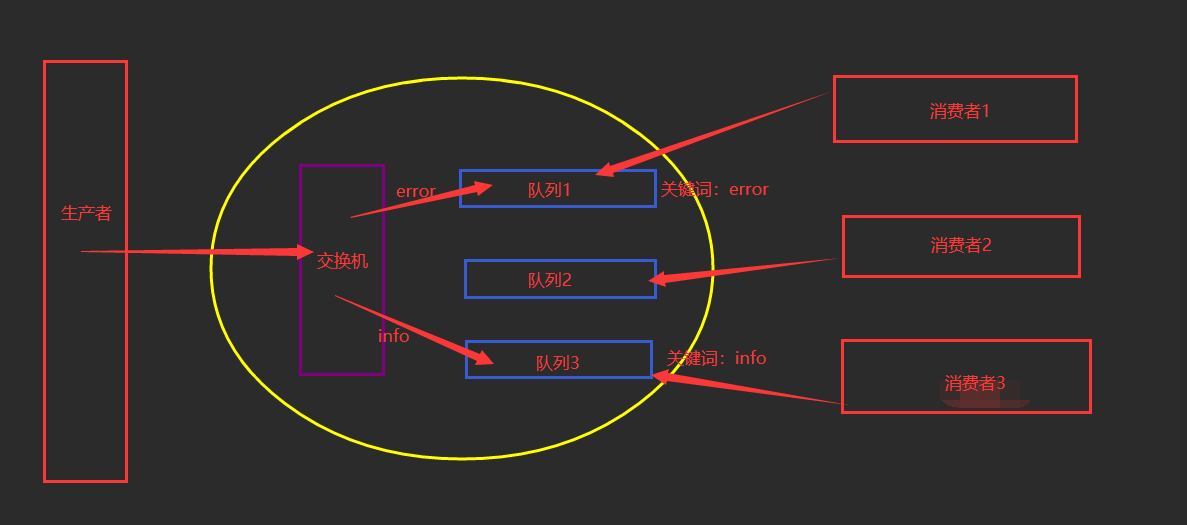 生产者
交换机
error
info
队列1
关键词：error
队列2
队列3
关键词：info
消费者1
消费者2
消费者3